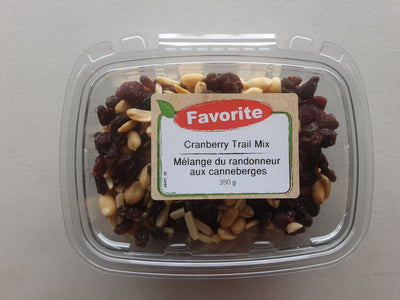 Favorite
Cranberry Trail Mix
Mélange du randonneur
aux canneberges
350 g